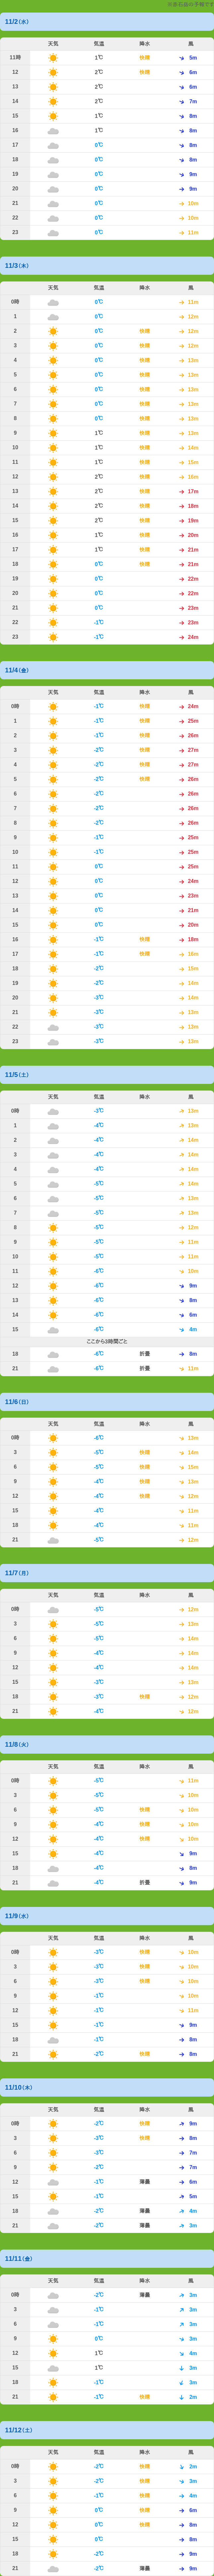 11/2(水)
天気 気温 降水 風
11時 1℃ 快晴 5m
12 2℃ 快晴 6m
13 2℃ 6m
14 2℃ 7m
15 1℃ 8m
16 1℃ 8m
17 0℃ 8m
18 0℃ 8m
19 0℃ 9m
20 0℃ 9m
21 0℃ 10m
22 0℃ 10m
23 0℃ 11m
11/3(木)
天気 気温 降水 風
0時 0℃ 11m
1 0℃ 12m
2 0℃ 快晴 12m
3 0℃ 快晴 12m
4 0℃ 快晴 13m
5 0℃ 快晴 13m
6 0℃ 快晴 13m
7 0℃ 快晴 13m
8 0℃ 快晴 13m
9 1℃ 快晴 13m
10 1℃ 快晴 14m
11 1℃ 快晴 15m
12 2℃ 快晴 16m
13 2℃ 快晴 17m
14 2℃ 快晴 18m
15 2℃ 快晴 19m
16 1℃ 快晴 20m
17 1℃ 快晴 21m
18 0℃ 快晴 21m
19 0℃ 22m
20 0℃ 22m
21 0℃ 23m
22 -1℃ 23m
23 -1℃ 24m
11/4(金)
天気 気温 降水 風
0時 -1℃ 快晴 24m
1 -1℃ 快晴 25m
2 -1℃ 快晴 26m
3 -2℃ 快晴 27m
4 -2℃ 快晴 27m
5 -2℃ 快晴 26m
6 -2℃ 26m
7 -2℃ 26m
8 -2℃ 26m
9 -1℃ 25m
10 -1℃ 25m
11 0℃ 25m
12 0℃ 24m
13 0℃ 23m
14 0℃ 21m
15 0℃ 20m
16 -1℃ 快晴 18m
17 -1℃ 快晴 16m
18 -2℃ 15m
19 -2℃ 14m
20 -3℃ 14m
21 -3℃ 13m
22 -3℃ 13m
23 -3℃ 13m
11/5(土)
天気 気温 降水 風
0時 -3℃ 13m
1 -4℃ 13m
2 -4℃ 14m
3 -4℃ 14m
4 -4℃ 14m
5 -5℃ 14m
6 -5℃ 13m
7 -5℃ 13m
8 -5℃ 12m
9 -5℃ 11m
10 -5℃ 11m
11 -6℃ 10m
12 -6℃ 9m
13 -6℃ 8m
14 -6℃ 6m
15 -6℃ 4m
ここから3時間ごと
18 -6℃ 8m
21 -6℃ 11m
11/6(日)
天気 気温 降水 風
0時 -6℃ 13m
3 -5℃ 快晴 14m
6 -5℃ 快晴 15m
9 -4℃ 快晴 13m
12 -4℃ 快晴 12m
15 -4℃ 11m
18 -4℃ 11m
21 -5℃ 12m
11/7(月)
天気 気温 降水 風
0時 -5℃ 12m
3 -5℃ 13m
6 -5℃ 14m
9 -4℃ 14m
12 -4℃ 14m
15 -3℃ 13m
18 -3℃ 快晴 12m
21 -4℃ 12m
11/8(火)
天気 気温 降水 風
0時 -5℃ 11m
3 -5℃ 10m
6 -5℃ 快晴 10m
9 -4℃ 快晴 10m
12 -4℃ 快晴 10m
15 -4℃ 9m
18 -4℃ 8m
21 -4℃ 9m
11/9(水)
天気 気温 降水 風
0時 -3℃ 快晴 10m
3 -3℃ 快晴 10m
6 -3℃ 快晴 10m
9 -1℃ 10m
12 -1℃ 11m
15 -1℃ 9m
18 -1℃ 8m
21 -2℃ 快晴 8m
11/10(木)
天気 気温 降水 風
0時 -2℃ 快晴 9m
3 -3℃ 快晴 8m
6 -3℃ 7m
9 -2℃ 7m
12 -1℃ 薄曇 6m
15 -1℃ 5m
18 -2℃ 薄曇 4m
21 -2℃ 薄曇 3m
11/11(金)
天気 気温 降水 風
0時 -2℃ 薄曇 3m
3 -1℃ 3m
6 -1℃ 3m
9 0℃ 3m
12 1℃ 4m
15 1℃ 3m
18 -1℃ 3m
21 -1℃ 快晴 2m
11/12(土)
天気 気温 降水 風
0時 -2℃ 快晴 2m
3 -2℃ 快晴 3m
6 -1℃ 快晴 4m
9 0℃ 快晴 6m
12 0℃ 快晴 8m
15 0℃ 8m
18 -2℃ 9m
21 -2℃ 薄曇 9m